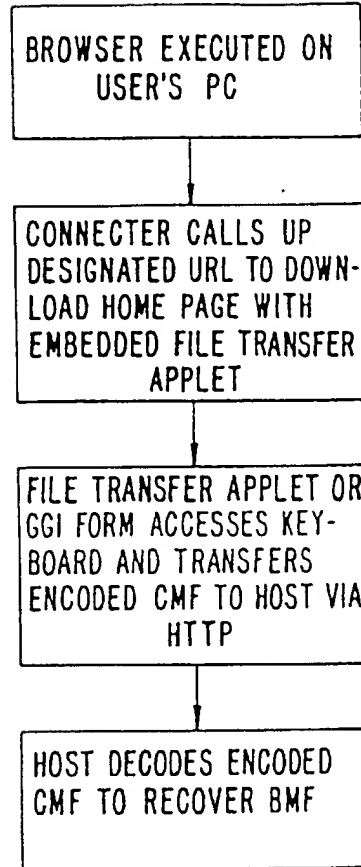 BROWSER EXECUTED ON
USER'S PC
CONNECTER CALLS UP
DESIGNATED URL TO DOWN-
LOAD HOME PAGE WITH
EMBEDDED FILE TRANSFER
APPLET
FILE TRANSFER APPLET OR
GGI FORM ACCESSES KEY-
BOARD AND TRANSFERS
ENCODED CMF TO HOST VIA
HTTP
HOST DECODES ENCODED
CMF TO RECOVER BMF